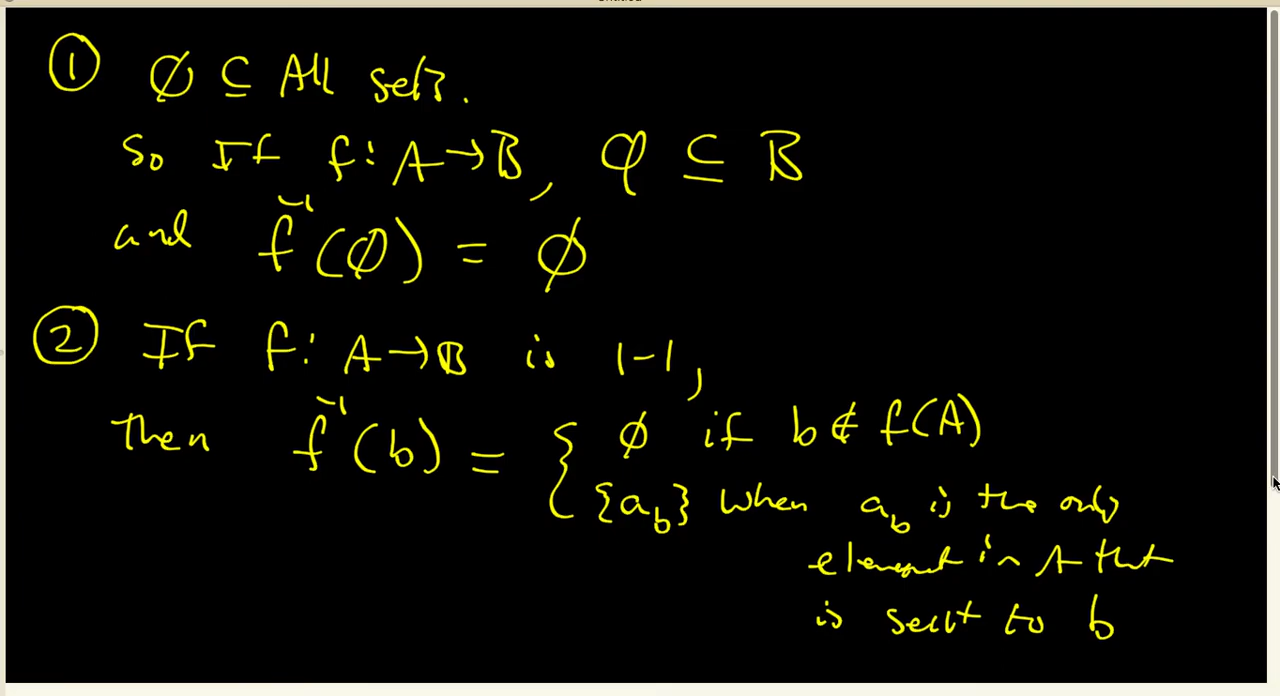 ① ∅ ⊆ All sets.
So If f: A→B, ∅ ⊆ B
and f⁻¹(∅) = ∅
② If f: A→B is 1-1,
then f⁻¹(b) = { ∅ if b ∉ f(A)
{a_b} when a_b is the only
element in A that
is sent to b